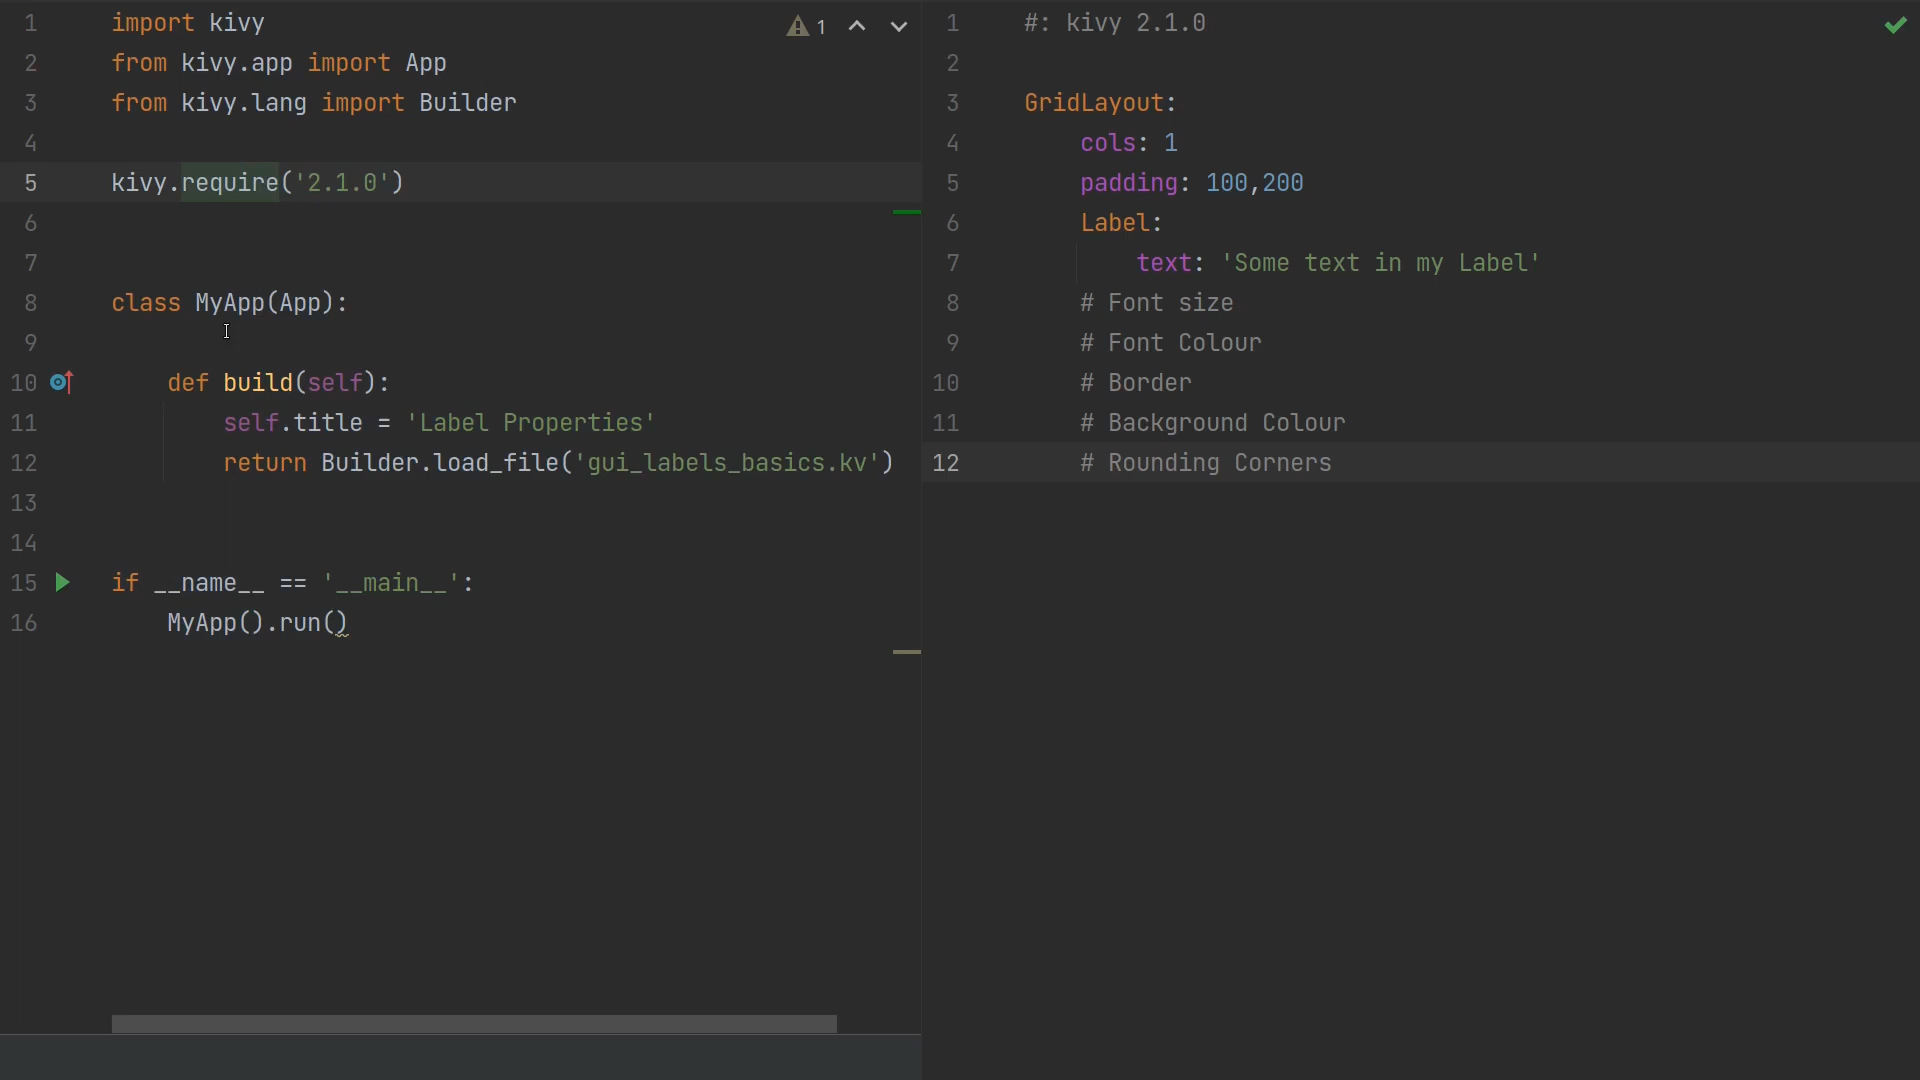 1 import kivy
2 from kivy.app import App
3 from kivy.lang import Builder
4
5 kivy.require('2.1.0')
6
7
8 class MyApp(App):
9
10     def build(self):
11         self.title = 'Label Properties'
12         return Builder.load_file('gui_labels_basics.kv')
13
14
15 if __name__ == '__main__':
16     MyApp().run()
1
1 #: kivy 2.1.0
2
3 GridLayout:
4     cols: 1
5     padding: 100,200
6     Label:
7         text: 'Some text in my Label'
8     # Font size
9     # Font Colour
10     # Border
11     # Background Colour
12     # Rounding Corners